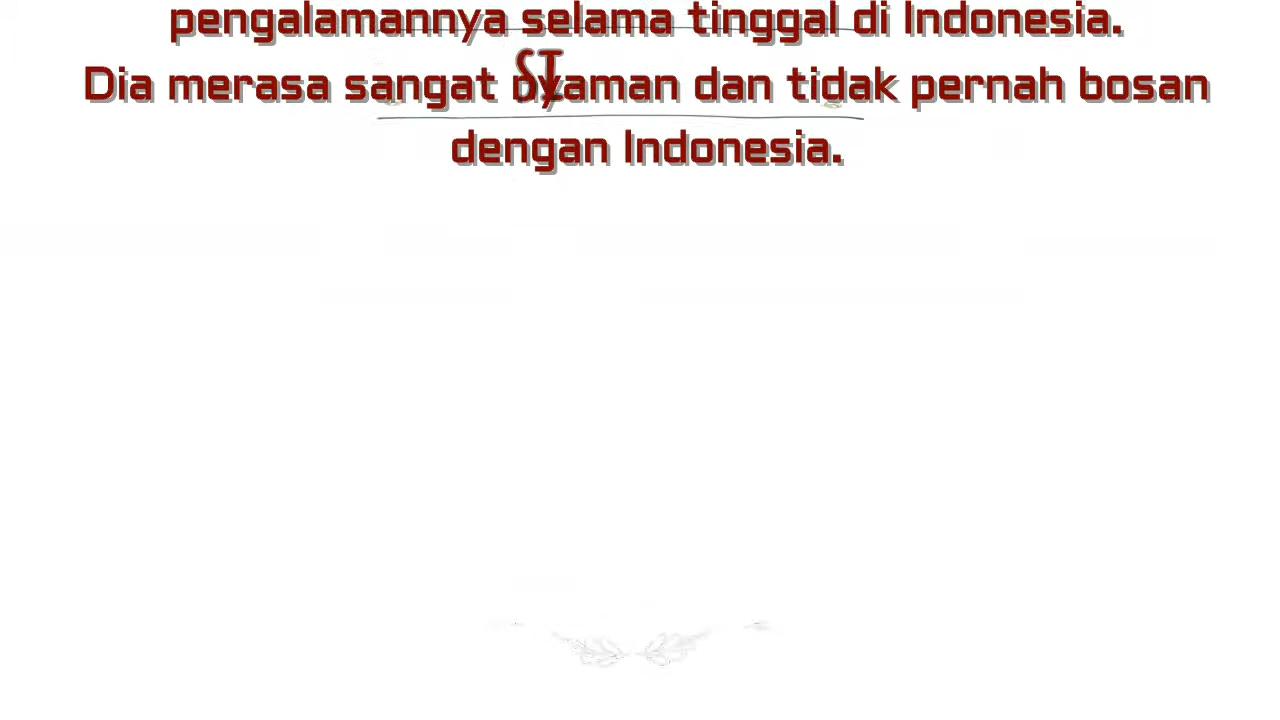 pengalamannya selama tinggal di Indonesia.
Dia merasa sangat nyaman dan tidak pernah bosan
dengan Indonesia.